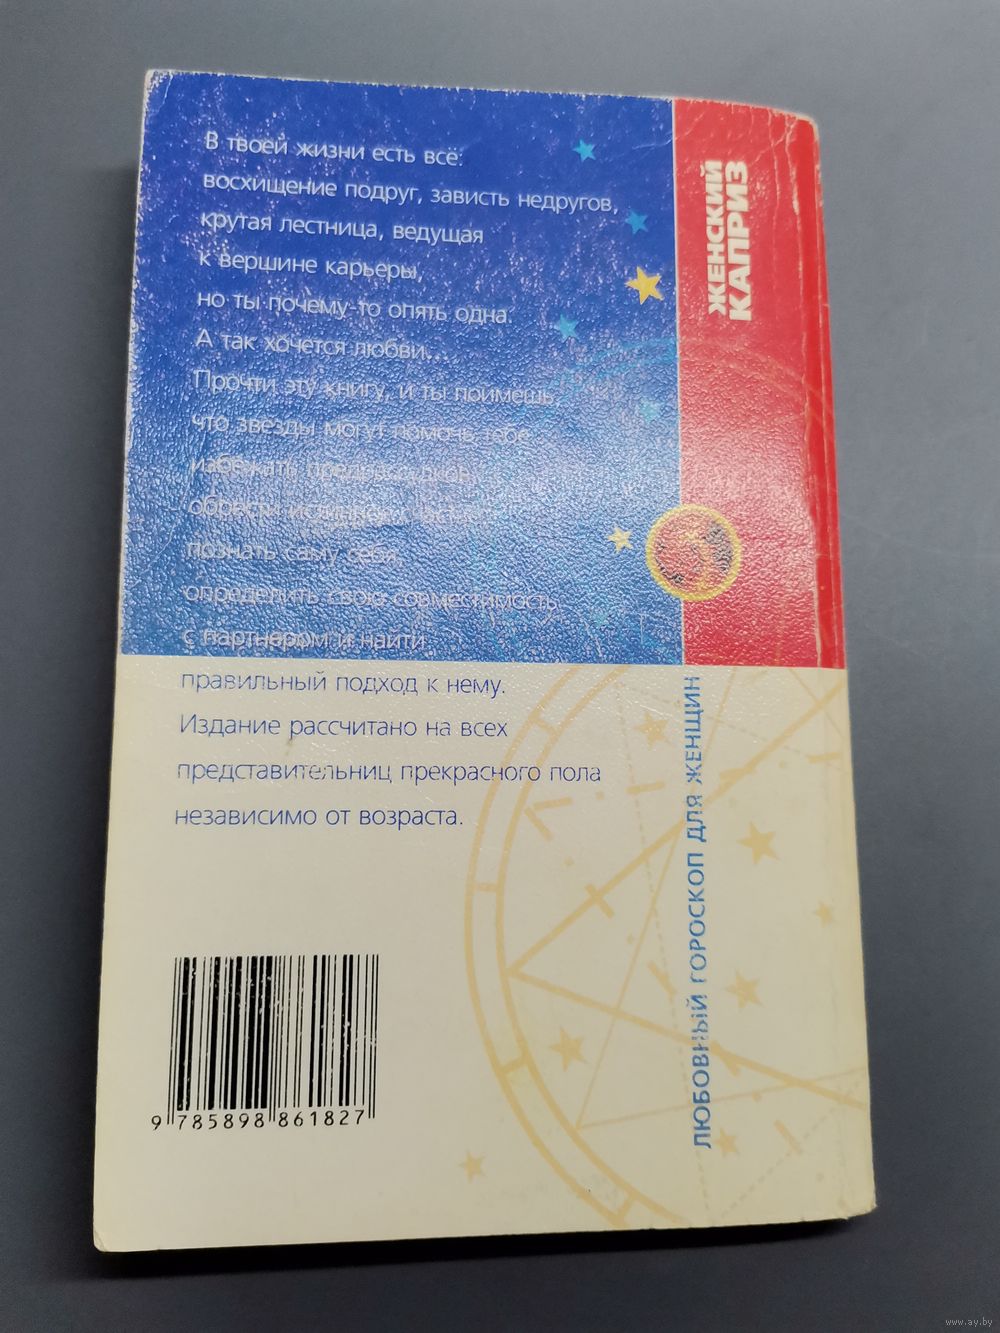 В твоей жизни есть всё:
восхищение подруг, зависть недругов,
крутая лестница, ведущая
к вершине карьеры,
но ты почему-то опять одна.
А так хочется любви...
Прочти эту книгу, и ты поймешь,
что звезды могут помочь тебе
избежать
обрести
познать саму себя,
определить свою совместимость
с партнером и найти
правильный подход к нему.
Издание рассчитано на всех
представительниц прекрасного пола
независимо от возраста.
ЖЕНСКИЙ
КАПРИЗ
ЛЮБОВНЫЙ ГОРОСКОП ДЛЯ ЖЕНЩИН
9 785898 861827
www.ay.by